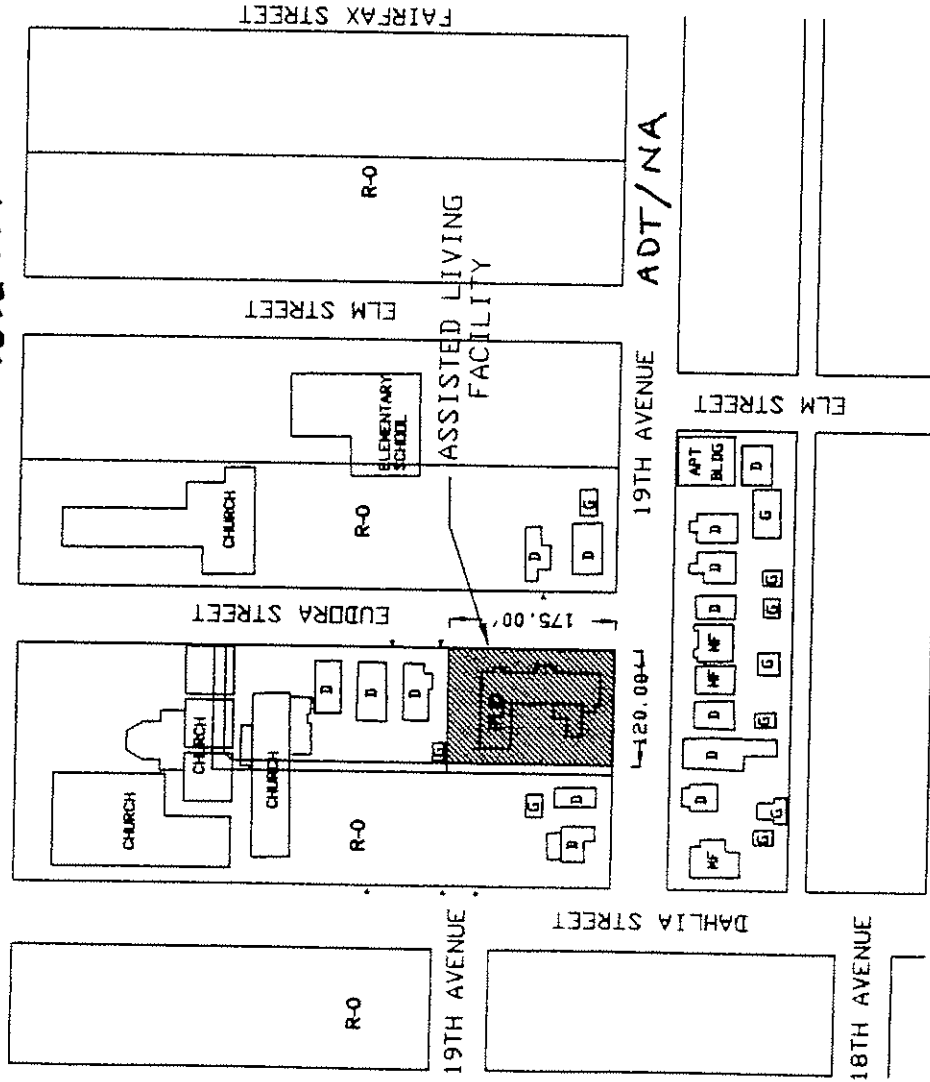 FAIRFAX STREET
R-O
ADT/NA
ASSISTED LIVING
FACILITY
ELM STREET
ELEMENTARY
SCHOOL
CHURCH
R-O
D
D
G
19TH AVENUE
ELM STREET
APT
BLDG
D
D
G
D
G
D
G
MF
MF
G
D
G
D
D
G
G
MF
EUDORA STREET
175.00'
120.00'
PUD
D
D
D
G
CHURCH
CHURCH
CHURCH
R-O
G
D
D
DAHLIA STREET
R-O
19TH AVENUE
18TH AVENUE